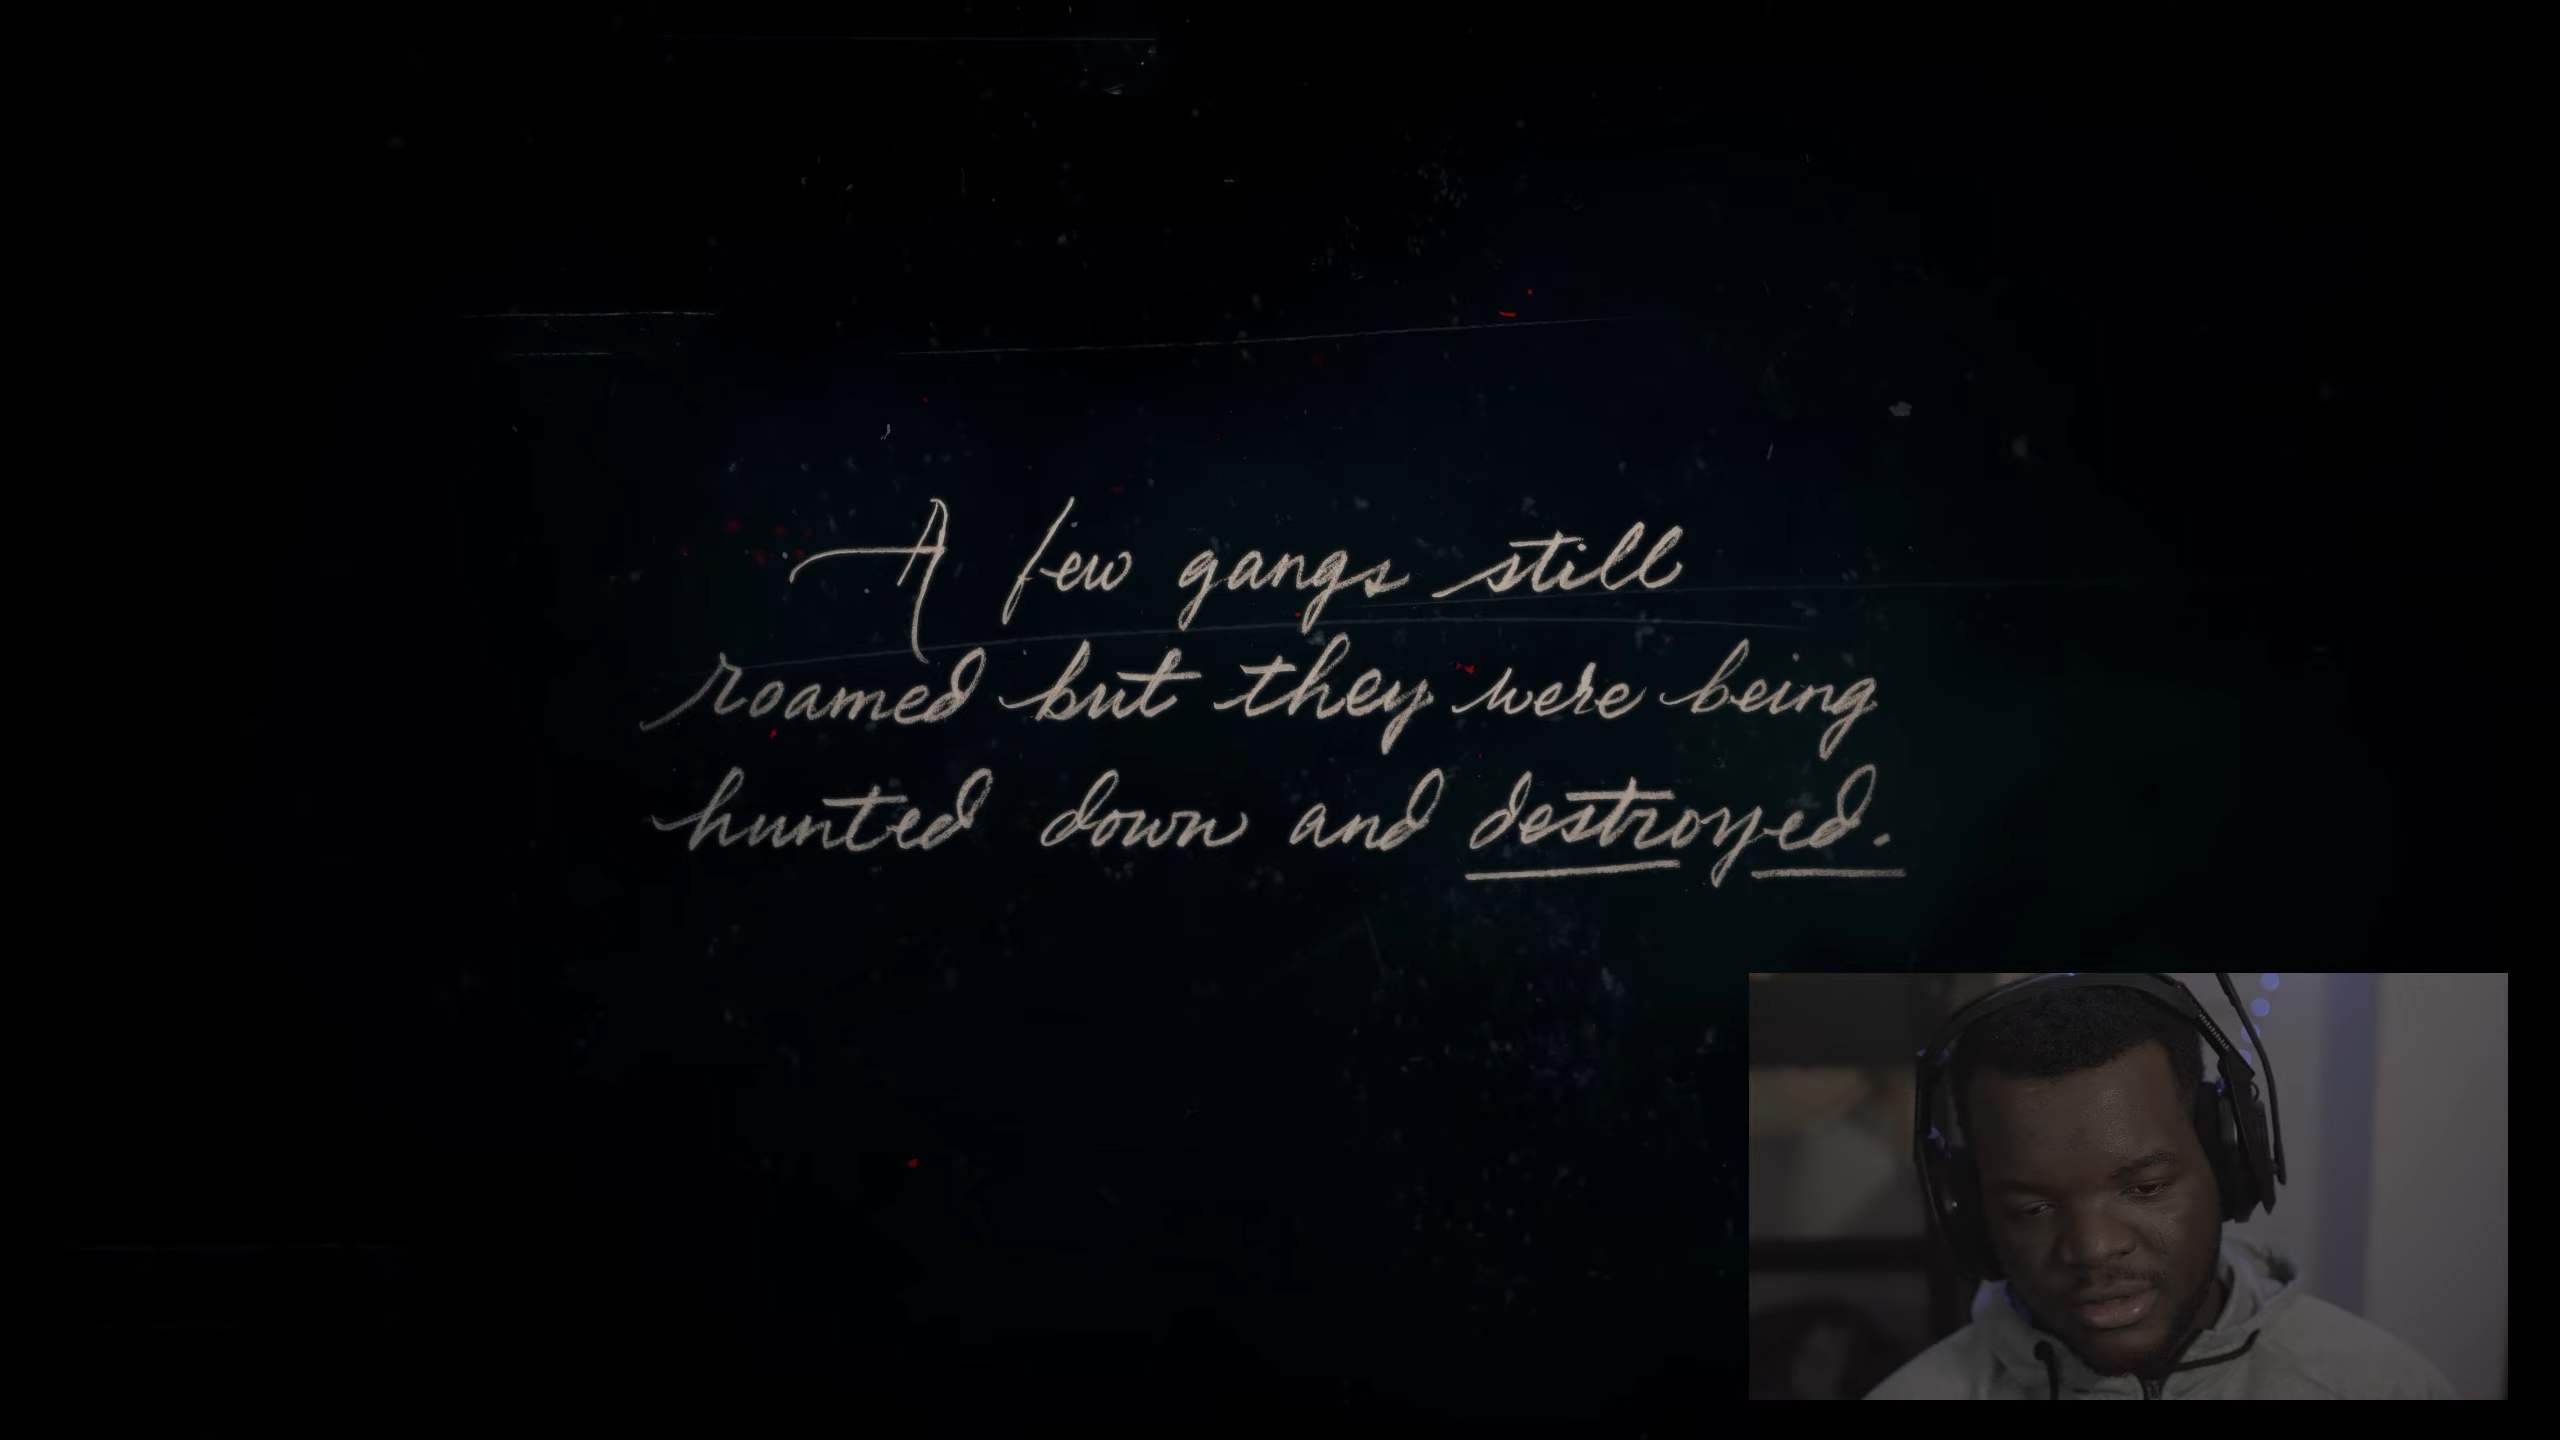 A few gangs still
roamed but they were being
hunted down and destroyed.